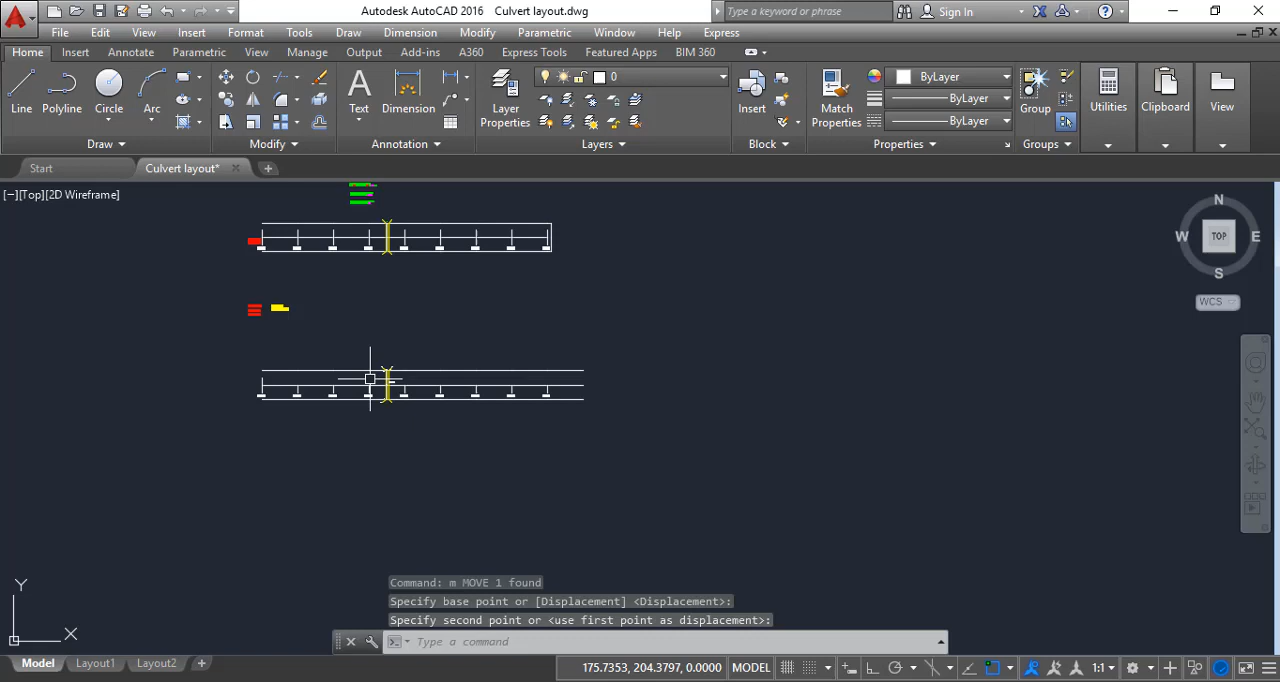 Autodesk AutoCAD 2016 Culvert layout.dwg
Type a keyword or phrase
Sign In
File Edit View Insert Format Tools Draw Dimension Modify Parametric Window Help Express
Home Insert Annotate Parametric View Manage Output Add-ins A360 Express Tools Featured Apps BIM 360
Line Polyline Circle Arc
Text Dimension
Layer Properties
0
Insert
Match Properties
ByLayer
ByLayer
ByLayer
Group
Utilities
Clipboard
View
Draw Modify Annotation Layers Block Properties Groups
Start
Culvert layout*
[−][Top][2D Wireframe]
N
W TOP E
S
WCS
Y
X
Command: m MOVE 1 found
Specify base point or [Displacement] <Displacement>:
Specify second point or <use first point as displacement>:
Type a command
Model Layout1 Layout2
175.7353, 204.3797, 0.0000 MODEL
1:1